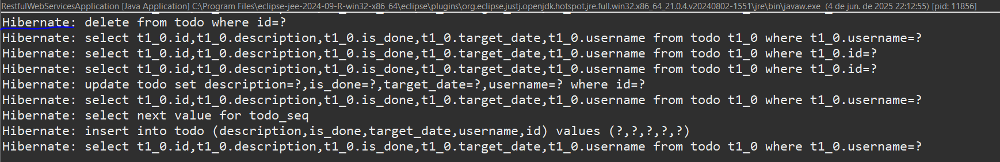 RestfulWebServicesApplication [Java Application] C:\Program Files\eclipse-jee-2024-09-R-win32-x86_64\eclipse\plugins\org.eclipse.justj.openjdk.hotspot.jre.full.win32.x86_64_21.0.4.v20240802-1551\jre\bin\javaw.exe (4 de jun. de 2025 22:12:55) [pid: 11856]
Hibernate: delete from todo where id=?
Hibernate: select t1_0.id,t1_0.description,t1_0.is_done,t1_0.target_date,t1_0.username from todo t1_0 where t1_0.username=?
Hibernate: select t1_0.id,t1_0.description,t1_0.is_done,t1_0.target_date,t1_0.username from todo t1_0 where t1_0.id=?
Hibernate: select t1_0.id,t1_0.description,t1_0.is_done,t1_0.target_date,t1_0.username from todo t1_0 where t1_0.id=?
Hibernate: update todo set description=?,is_done=?,target_date=?,username=? where id=?
Hibernate: select t1_0.id,t1_0.description,t1_0.is_done,t1_0.target_date,t1_0.username from todo t1_0 where t1_0.username=?
Hibernate: select next value for todo_seq
Hibernate: insert into todo (description,is_done,target_date,username,id) values (?,?,?,?,?)
Hibernate: select t1_0.id,t1_0.description,t1_0.is_done,t1_0.target_date,t1_0.username from todo t1_0 where t1_0.username=?